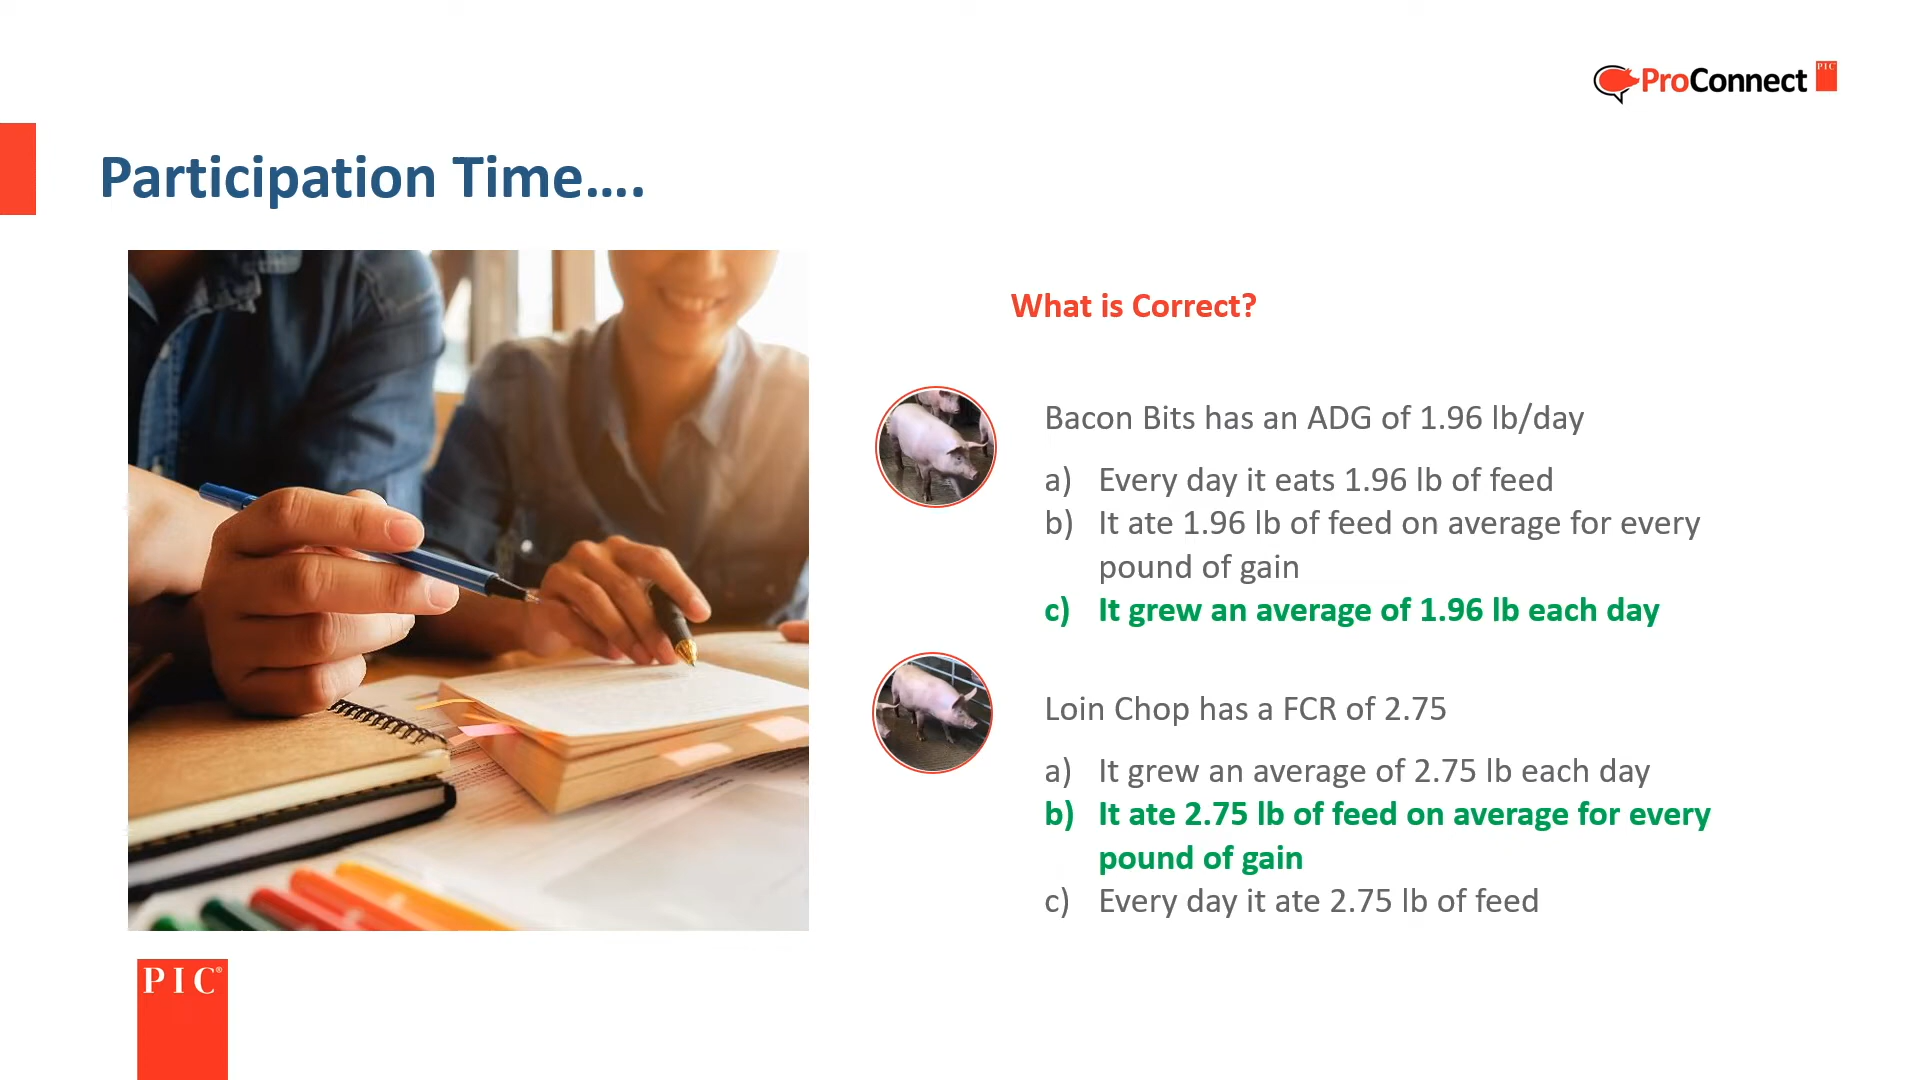 ProConnect PIC
Participation Time….
What is Correct?
Bacon Bits has an ADG of 1.96 lb/day
a) Every day it eats 1.96 lb of feed
b) It ate 1.96 lb of feed on average for every
pound of gain
c) It grew an average of 1.96 lb each day
Loin Chop has a FCR of 2.75
a) It grew an average of 2.75 lb each day
b) It ate 2.75 lb of feed on average for every
pound of gain
c) Every day it ate 2.75 lb of feed
PIC®